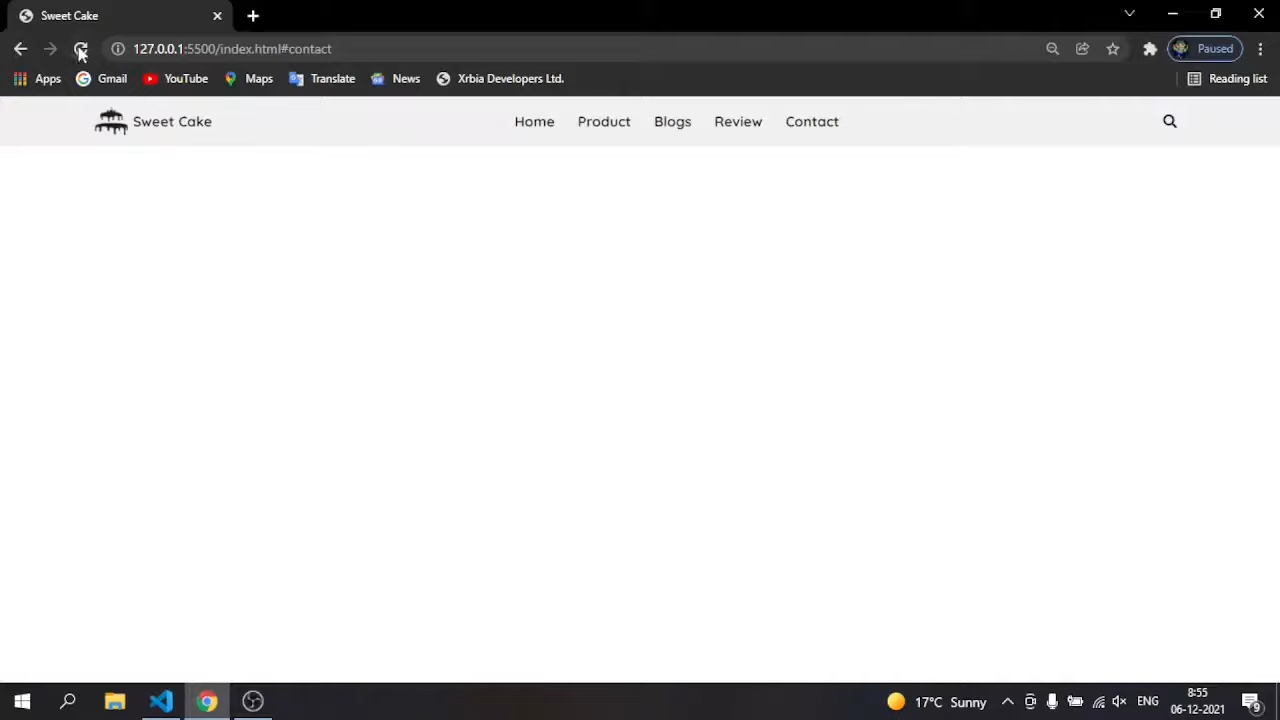 Sweet Cake
127.0.0.1:5500/index.html#contact
Paused
Apps
Gmail
YouTube
Maps
Translate
News
Xrbia Developers Ltd.
Reading list
Sweet Cake
Home
Product
Blogs
Review
Contact
17°C Sunny
ENG
8:55
06-12-2021
9